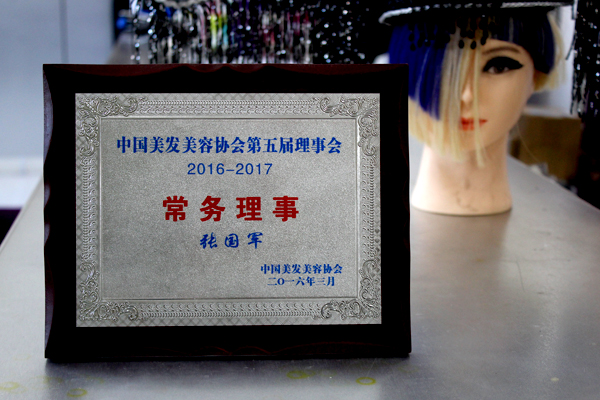 中国美发美容协会第五届理事会
2016-2017
常务理事
张国军
中国美发美容协会
二〇一六年三月